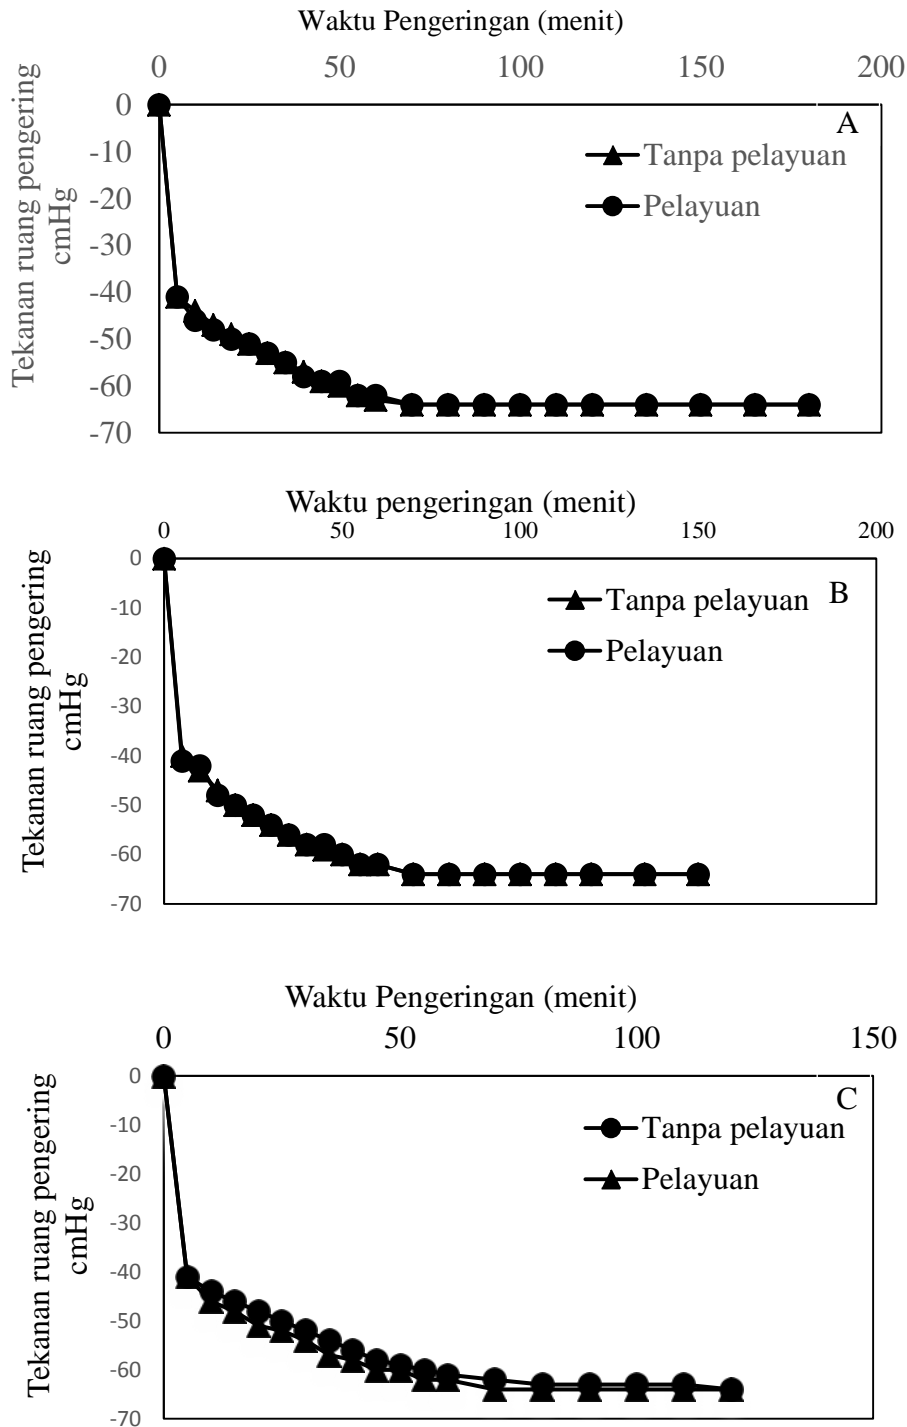 Waktu Pengeringan (menit)
0 50 100 150 200
Tekanan ruang pengering
cmHg
0
-10
-20
-30
-40
-50
-60
-70
A
Tanpa pelayuan
Pelayuan
Waktu pengeringan (menit)
0 50 100 150 200
Tekanan ruang pengering
cmHg
0
-10
-20
-30
-40
-50
-60
-70
B
Tanpa pelayuan
Pelayuan
Waktu Pengeringan (menit)
0 50 100 150
Tekanan ruang pengering
cmHg
0
-10
-20
-30
-40
-50
-60
-70
C
Tanpa pelayuan
Pelayuan